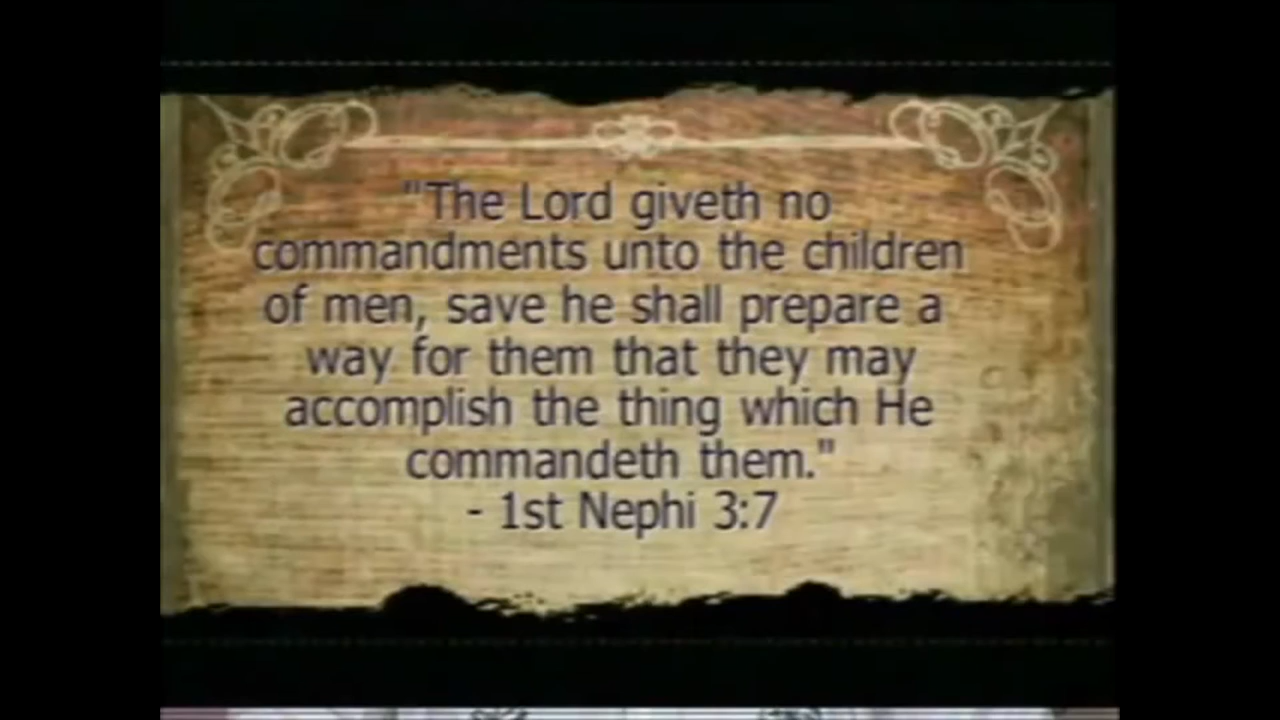 "The Lord giveth no
commandments unto the children
of men, save he shall prepare a
way for them that they may
accomplish the thing which He
commandeth them."
- 1st Nephi 3:7